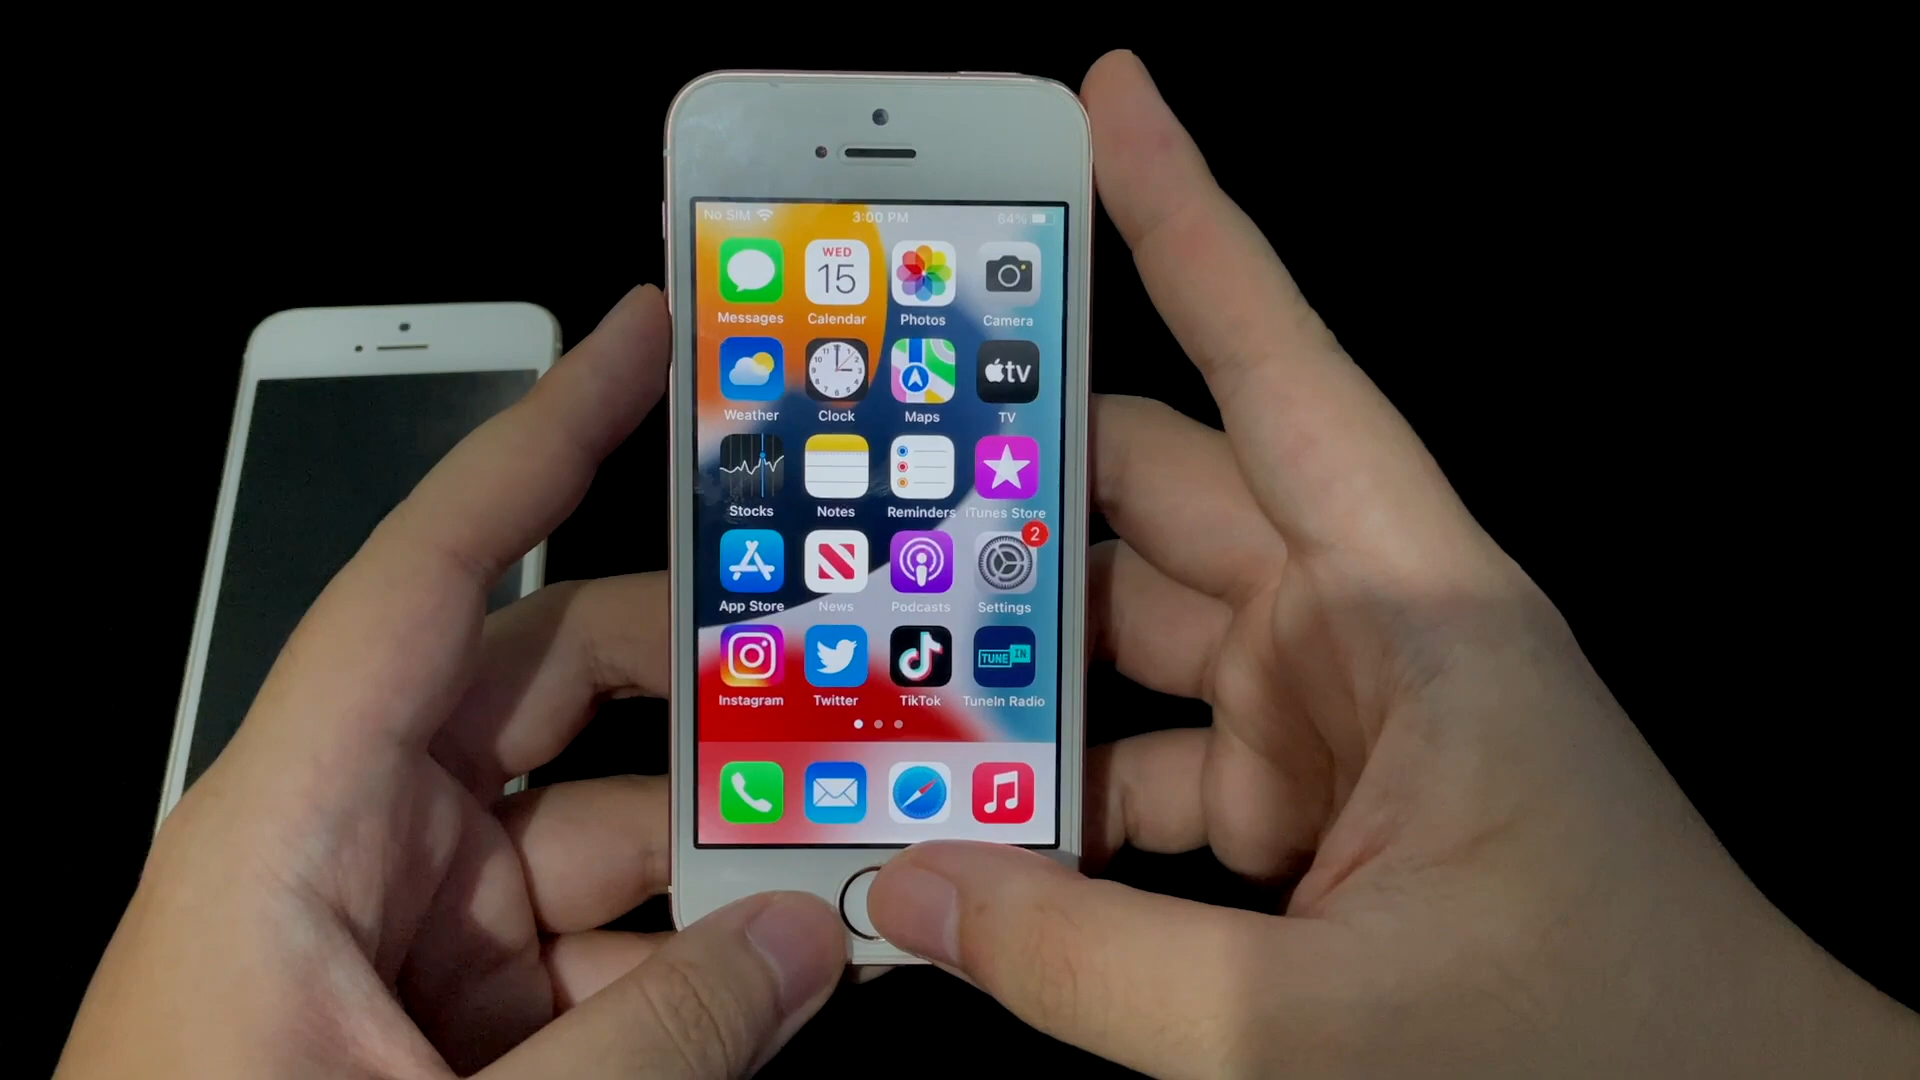 No SIM 3:00 PM 64%
WED
15
Messages Calendar Photos Camera
tv
Weather Clock Maps TV
Stocks Notes Reminders iTunes Store
2
App Store News Podcasts Settings
TUNE IN
Instagram Twitter TikTok TuneIn Radio